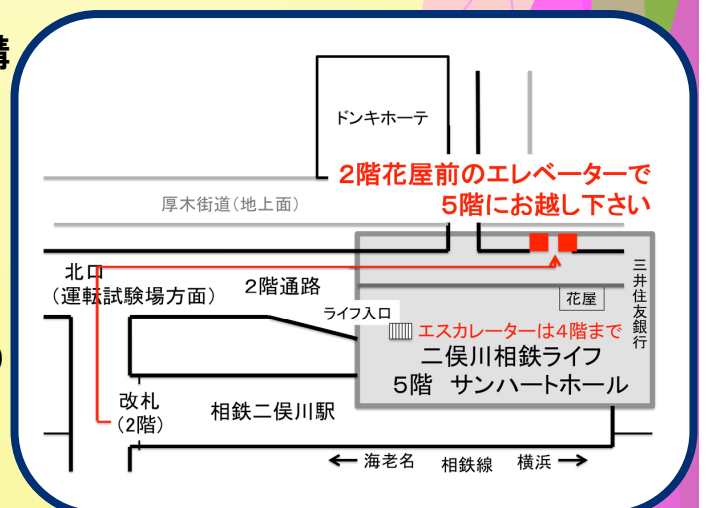 講
ドンキホーテ
2階花屋前のエレベーターで
5階にお越し下さい
厚木街道(地上面)
北口
(運転試験場方面)
2階通路
三井住友銀行
花屋
ライフ入口
エスカレーターは4階まで
二俣川相鉄ライフ
5階 サンハートホール
)
改札
(2階)
相鉄二俣川駅
← 海老名 相鉄線 横浜 →